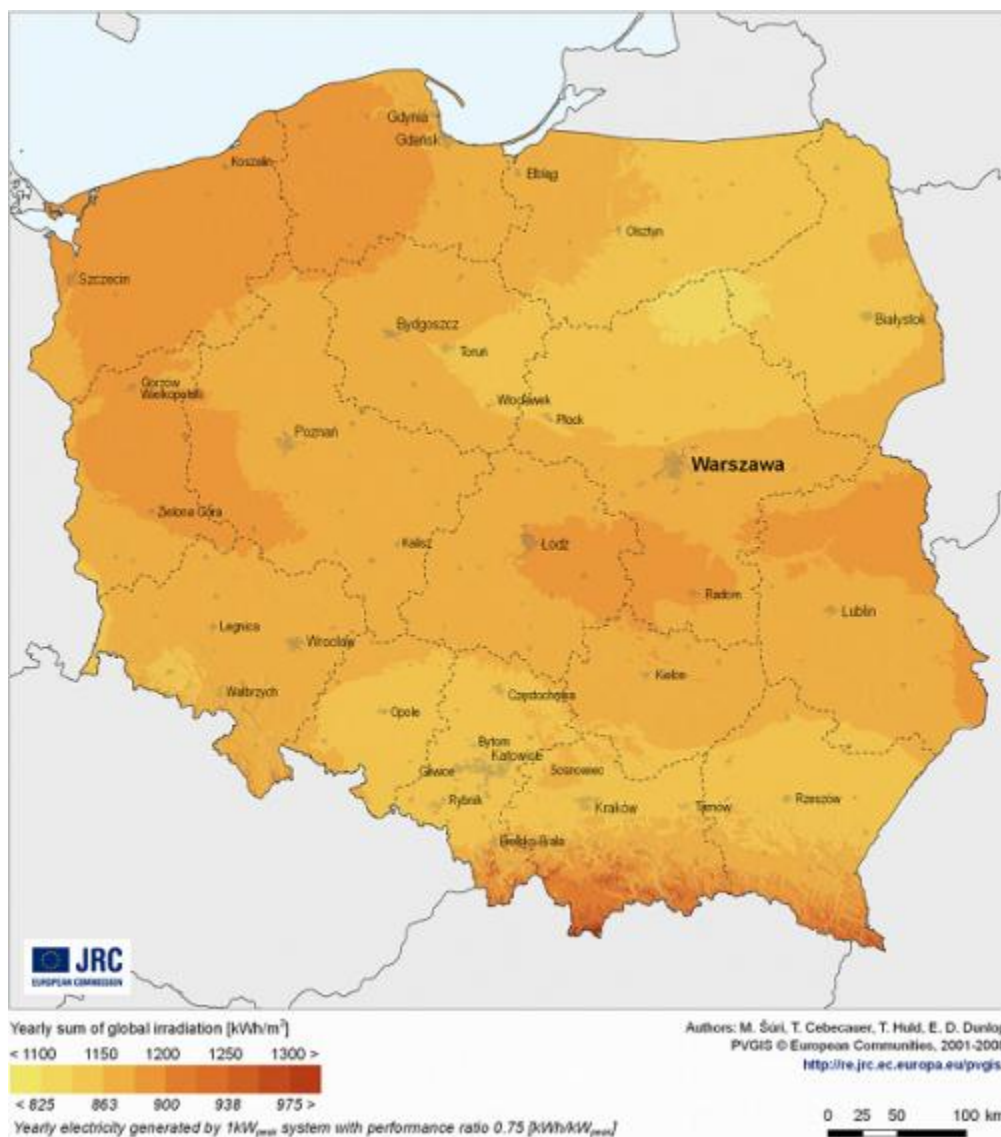 Gdynia
Gdańsk
Koszalin
Elbląg
Olsztyn
Szczecin
Białystok
Bydgoszcz
Toruń
Gorzów
Wielkopolski
Włocławek
Płock
Poznań
Warszawa
Zielona Góra
Kalisz
Łódź
Radom
Lublin
Legnica
Wrocław
Kielce
Wałbrzych
Częstochowa
Opole
Bytom
Katowice
Gliwice
Sosnowiec
Rybnik
Kraków
Tarnów
Rzeszów
Bielsko-Biała
JRC
EUROPEAN COMMISSION
Yearly sum of global irradiation [kWh/m²]
< 1100 1150 1200 1250 1300 >
< 825 863 900 938 975 >
Yearly electricity generated by 1kWpeak system with performance ratio 0.75 [kWh/kWpeak]
Authors: M. Šúri, T. Cebecauer, T. Huld, E. D. Dunlop
PVGIS © European Communities, 2001-2008
http://re.jrc.ec.europa.eu/pvgis/
0 25 50 100 km